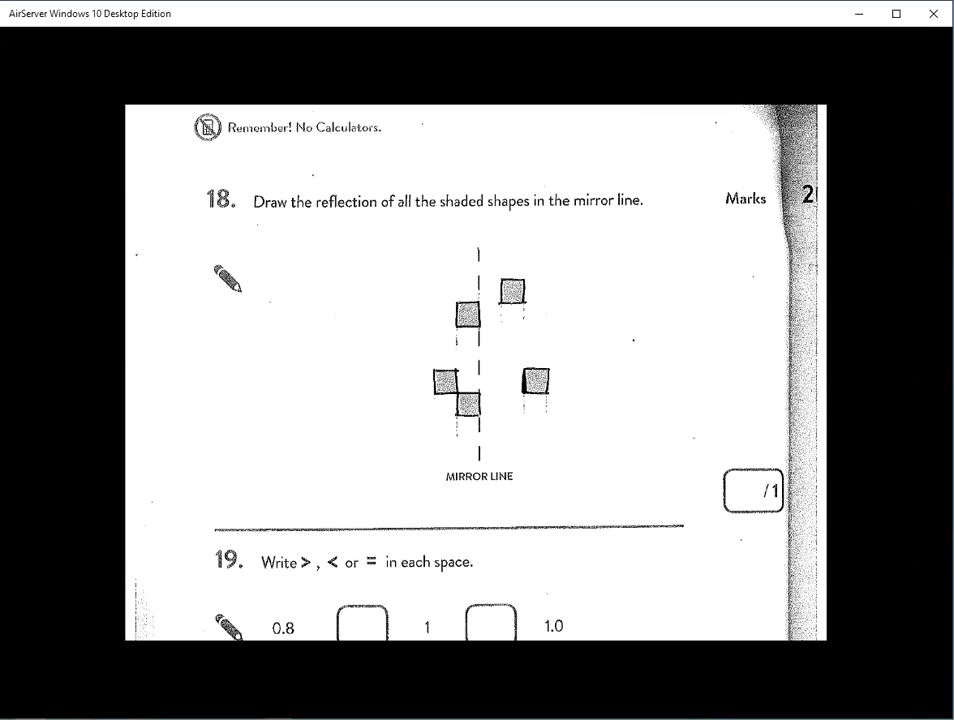 AirServer Windows 10 Desktop Edition
Remember! No Calculators.
18. Draw the reflection of all the shaded shapes in the mirror line.
Marks
MIRROR LINE
/1
19. Write > , < or = in each space.
0.8 1 1.0